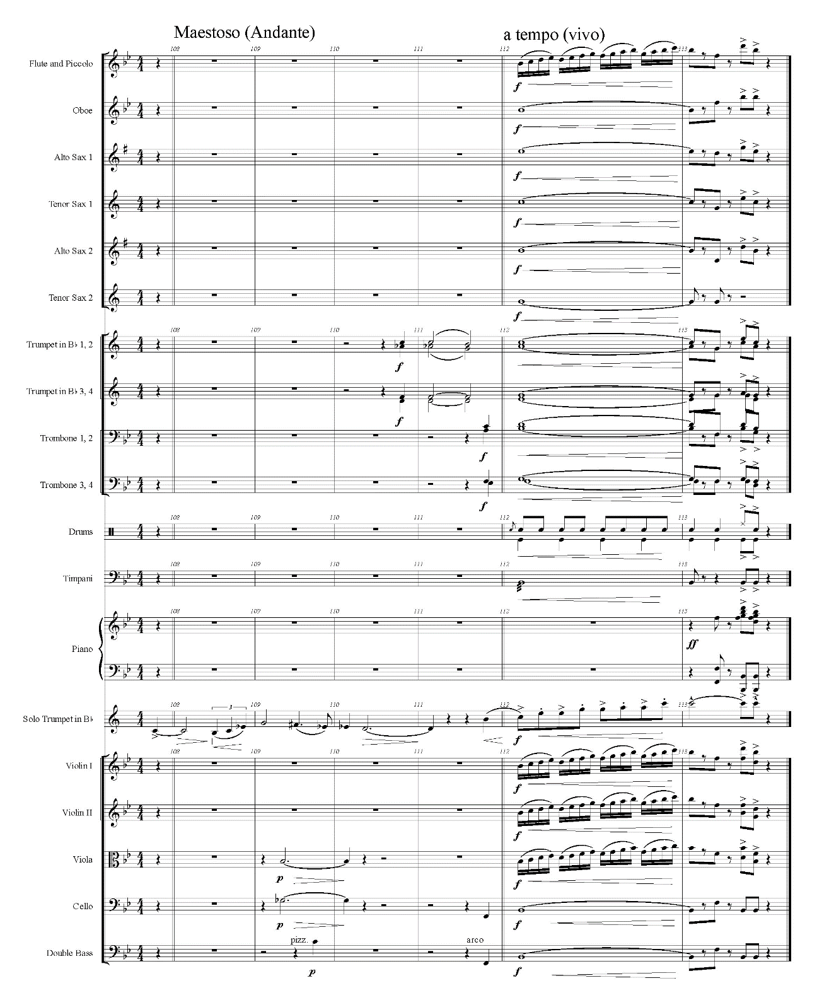 Maestoso (Andante)
a tempo (vivo)
108 109 110 111 112 113
Flute and Piccolo
f
Oboe
f
Alto Sax 1
f
Tenor Sax 1
f
Alto Sax 2
f
Tenor Sax 2
f
108 109 110 111 112 113
Trumpet in B♭ 1, 2
f
Trumpet in B♭ 3, 4
f
Trombone 1, 2
f
Trombone 3, 4
f
108 109 110 111 112 113
Drums
108 109 110 111 112 113
Timpani
108 109 110 111 112 113
Piano
ff
108 109 110 111 112 113
3
Solo Trumpet in B♭
f
108 109 110 111 112 113
Violin I
f
Violin II
f
Viola
p f
Cello
p f
pizz. arco
Double Bass
p f